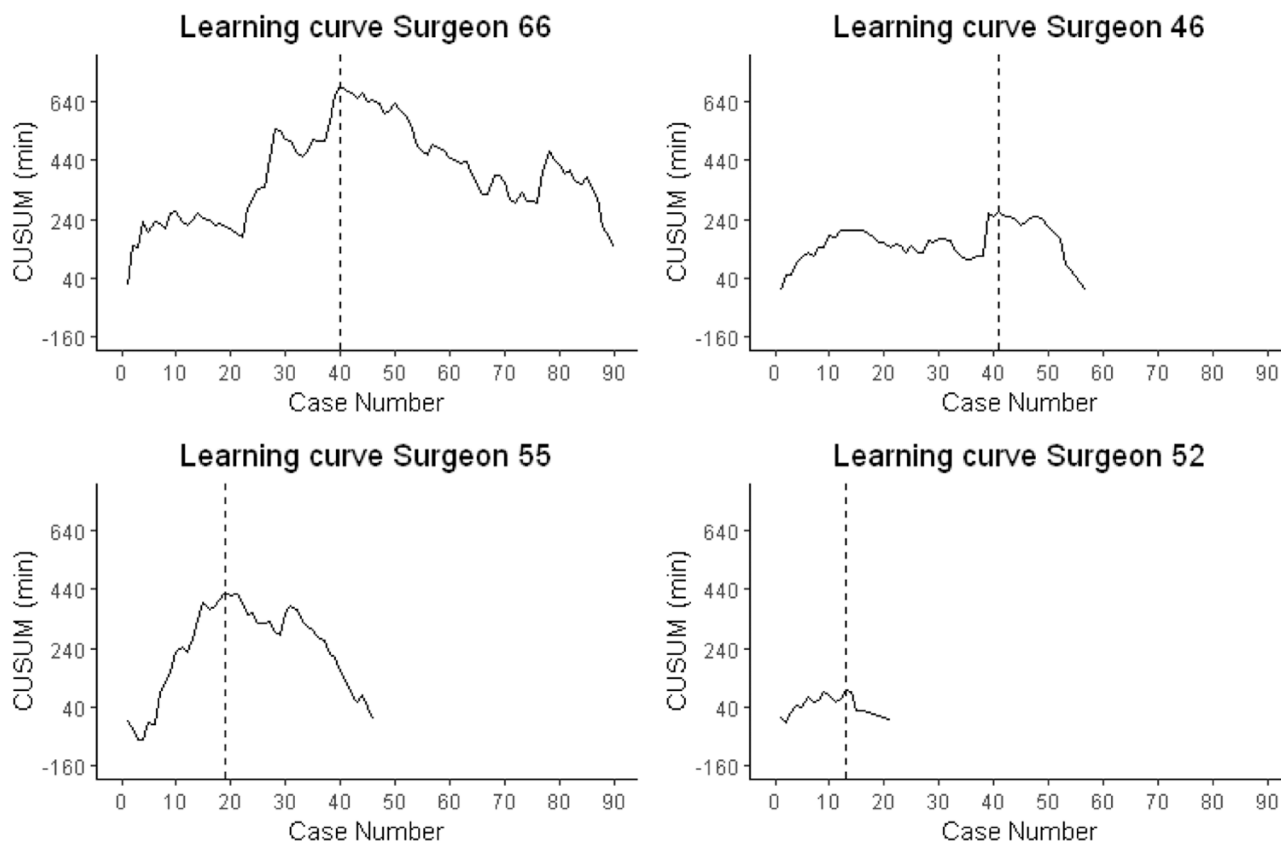 Learning curve Surgeon 66
CUSUM (min)
640
440
240
40
-160
0 10 20 30 40 50 60 70 80 90
Case Number
Learning curve Surgeon 46
CUSUM (min)
640
440
240
40
-160
0 10 20 30 40 50 60 70 80 90
Case Number
Learning curve Surgeon 55
CUSUM (min)
640
440
240
40
-160
0 10 20 30 40 50 60 70 80 90
Case Number
Learning curve Surgeon 52
CUSUM (min)
640
440
240
40
-160
0 10 20 30 40 50 60 70 80 90
Case Number